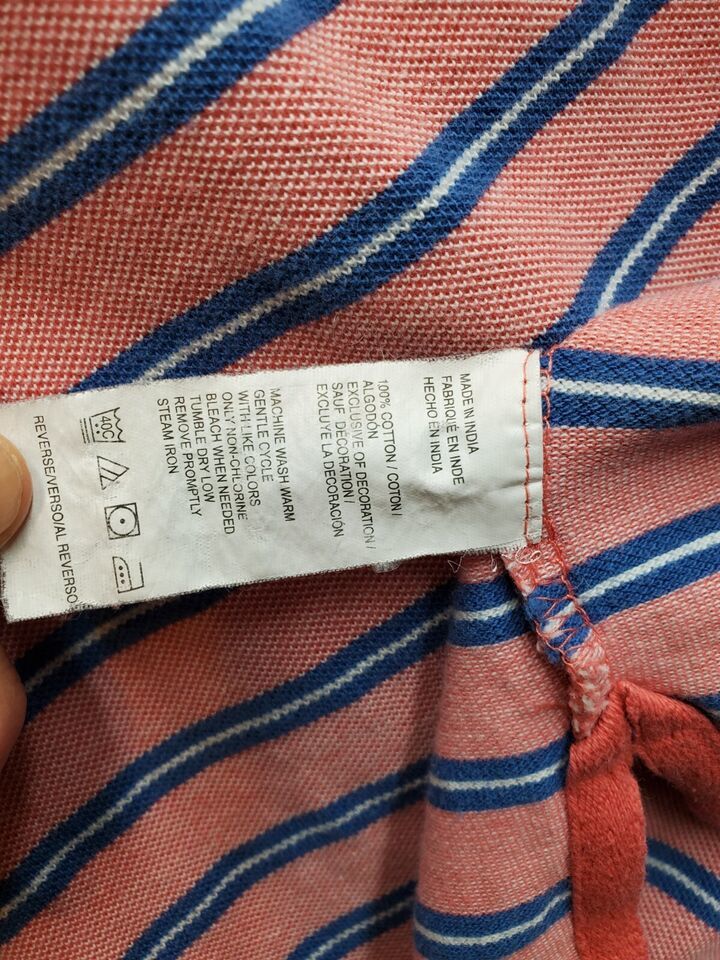 MADE IN INDIA
FABRIQUÉ EN INDE
HECHO EN INDIA
100% COTTON / COTON /
ALGODÓN
EXCLUSIVE OF DECORATION /
SAUF DÉCORATION /
EXCLUYE LA DECORACIÓN
MACHINE WASH WARM
GENTLE CYCLE
WITH LIKE COLORS
ONLY NON-CHLORINE
BLEACH WHEN NEEDED
TUMBLE DRY LOW
REMOVE PROMPTLY
STEAM IRON
40C
REVERSE/VERSO/AL REVERSO